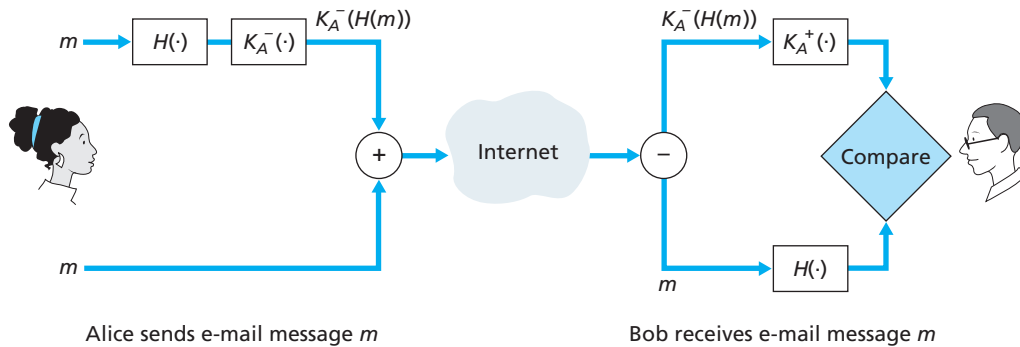 m
H(·)
K_A^-(·)
K_A^-(H(m))
+
m
Alice sends e-mail message m
Internet
−
K_A^-(H(m))
K_A^+(·)
Compare
m
H(·)
Bob receives e-mail message m